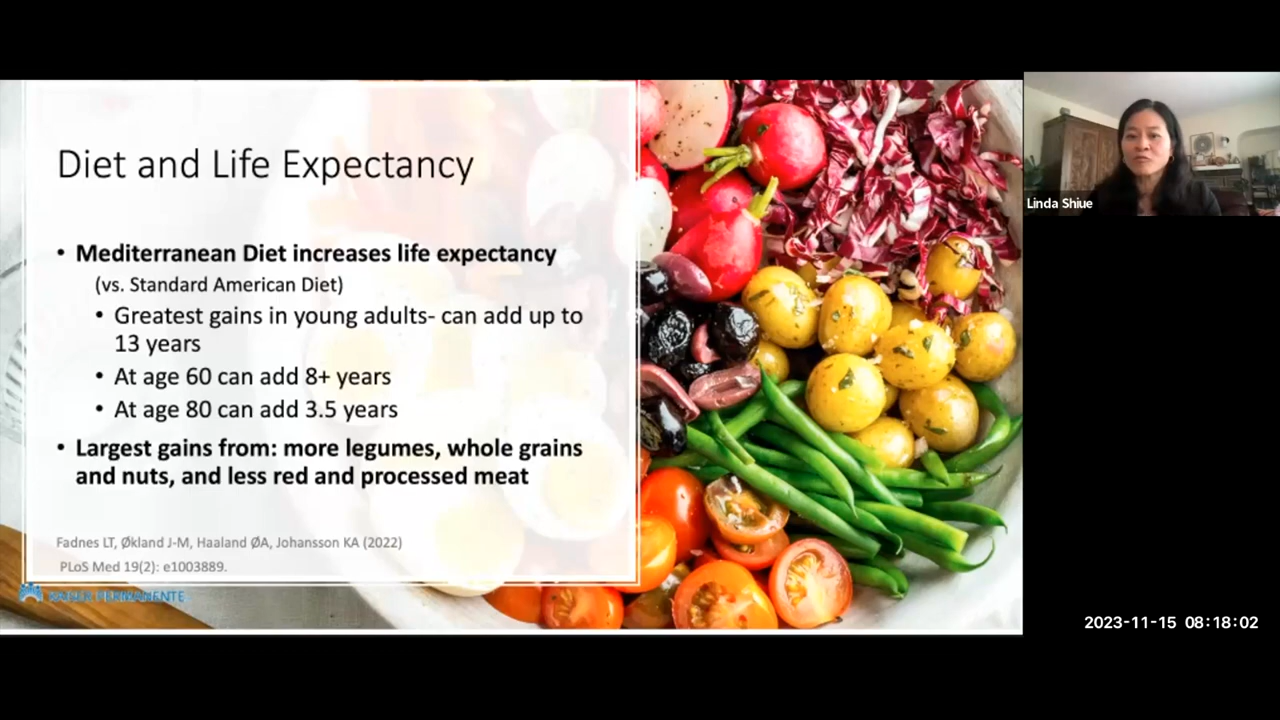 Diet and Life Expectancy
• Mediterranean Diet increases life expectancy
(vs. Standard American Diet)
• Greatest gains in young adults- can add up to
13 years
• At age 60 can add 8+ years
• At age 80 can add 3.5 years
• Largest gains from: more legumes, whole grains
and nuts, and less red and processed meat
Fadnes LT, Økland J-M, Haaland ØA, Johansson KA (2022)
PLoS Med 19(2): e1003889.
KAISER PERMANENTE
Linda Shiue
2023-11-15 08:18:02